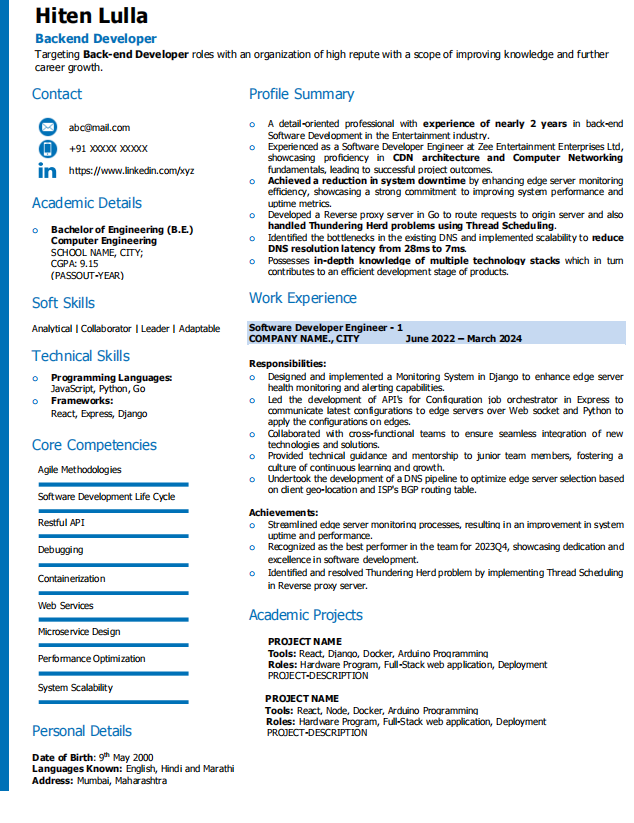 Hiten Lulla
Backend Developer
Targeting Back-end Developer roles with an organization of high repute with a scope of improving knowledge and further
career growth.
Contact
abc@mail.com
+91 XXXXX XXXXX
https://www.linkedin.com/xyz
Academic Details
Bachelor of Engineering (B.E.)
Computer Engineering
SCHOOL NAME, CITY;
CGPA: 9.15
(PASSOUT-YEAR)
Soft Skills
Analytical | Collaborator | Leader | Adaptable
Technical Skills
Programming Languages:
JavaScript, Python, Go
Frameworks:
React, Express, Django
Core Competencies
Agile Methodologies
Software Development Life Cycle
Restful API
Debugging
Containerization
Web Services
Microservice Design
Performance Optimization
System Scalability
Personal Details
Date of Birth: 9th May 2000
Languages Known: English, Hindi and Marathi
Address: Mumbai, Maharashtra
Profile Summary
A detail-oriented professional with experience of nearly 2 years in back-end
Software Development in the Entertainment industry.
Experienced as a Software Developer Engineer at Zee Entertainment Enterprises Ltd,
showcasing proficiency in CDN architecture and Computer Networking
fundamentals, leading to successful project outcomes.
Achieved a reduction in system downtime by enhancing edge server monitoring
efficiency, showcasing a strong commitment to improving system performance and
uptime metrics.
Developed a Reverse proxy server in Go to route requests to origin server and also
handled Thundering Herd problems using Thread Scheduling.
Identified the bottlenecks in the existing DNS and implemented scalability to reduce
DNS resolution latency from 28ms to 7ms.
Possesses in-depth knowledge of multiple technology stacks which in turn
contributes to an efficient development stage of products.
Work Experience
Software Developer Engineer - 1
COMPANY NAME., CITY June 2022 – March 2024
Responsibilities:
Designed and implemented a Monitoring System in Django to enhance edge server
health monitoring and alerting capabilities.
Led the development of API's for Configuration job orchestrator in Express to
communicate latest configurations to edge servers over Web socket and Python to
apply the configurations on edges.
Collaborated with cross-functional teams to ensure seamless integration of new
technologies and solutions.
Provided technical guidance and mentorship to junior team members, fostering a
culture of continuous learning and growth.
Undertook the development of a DNS pipeline to optimize edge server selection based
on client geo-location and ISP's BGP routing table.
Achievements:
Streamlined edge server monitoring processes, resulting in an improvement in system
uptime and performance.
Recognized as the best performer in the team for 2023Q4, showcasing dedication and
excellence in software development.
Identified and resolved Thundering Herd problem by implementing Thread Scheduling
in Reverse proxy server.
Academic Projects
PROJECT NAME
Tools: React, Django, Docker, Arduino Programming
Roles: Hardware Program, Full-Stack web application, Deployment
PROJECT-DESCRIPTION
PROJECT NAME
Tools: React, Node, Docker, Arduino Programming
Roles: Hardware Program, Full-Stack web application, Deployment
PROJECT-DESCRIPTION